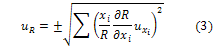 u_R = ± √( ∑ ( (x_i / ∂x_i) ∂R u_{x_i} )² )    (3)